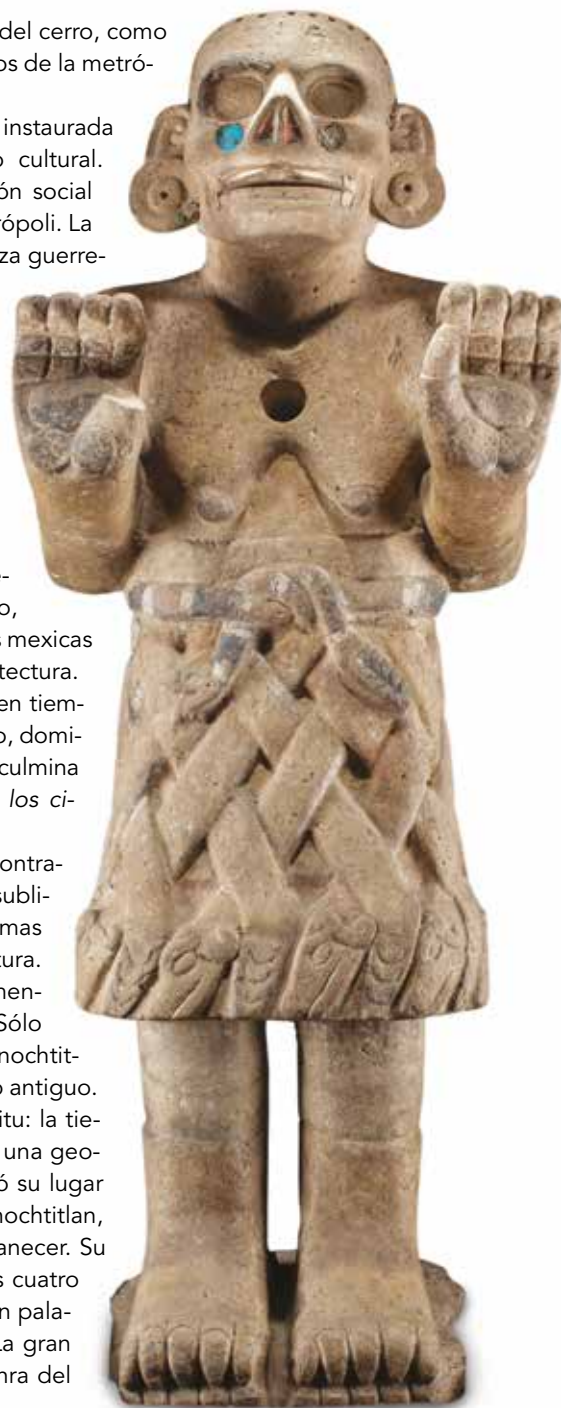 del cerro, como
os de la metró-
instaurada
o cultural.
ón social
rópoli. La
za guerre-
e-
o,
s mexicas
tectura.
en tiem-
o, domi-
culmina
los ci-
ontra-
subli-
mas
tura.
men-
Sólo
nochtit-
o antiguo.
itu: la tie-
una geo-
ó su lugar
nochtitlan,
anecer. Su
s cuatro
n pala-
La gran
nra del